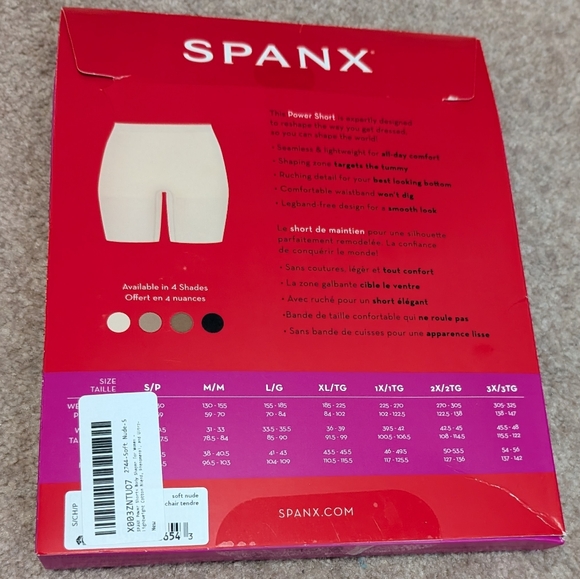 SPANX
The Power Short is expertly designed
to reshape the way you get dressed,
so you can shape the world!
• Seamless & lightweight for all-day comfort
• Shaping zone targets the tummy
• Ruching detail for your best looking bottom
• Comfortable waistband won't dig
• Legband-free design for a smooth look
Le short de maintien pour une silhouette
parfaitement remodelée. La confiance
de conquérir le monde!
• Sans coutures, léger et tout confort
• La zone galbante cible le ventre
• Avec ruché pour un short élégant
•Bande de taille confortable qui ne roule pas
• Sans bande de cuisses pour une apparence lisse
Available in 4 Shades
Offert en 4 nuances
SIZE
TAILLE
S/P M/M L/G XL/TG 1X/1TG 2X/2TG 3X/3TG
130 - 155 155 - 185 185 - 225 225 - 270 270 - 305 305-325
59 - 70 70 - 84 84 - 102 102 - 122.5 122.5 - 138 138 - 147
31 - 33 33.5 - 35.5 36 - 39 39.5 - 42 42.5 - 45 45.5 - 48
78.5 - 84 85 - 90 91.5 - 99 100.5 - 106.5 108 - 114.5 115.5 - 122
38 - 40 41 - 43 43.5 - 45.5 46 - 49.5 50-53.5 54 - 56
96.5 - 103 104-109 110.5 - 115.5 117 - 125.5 127 - 136 137 - 142
S/CH/P
X003ZNTU07
2744-Soft Nude-S
New
soft nude
chair tendre
654 3
SPANX.COM